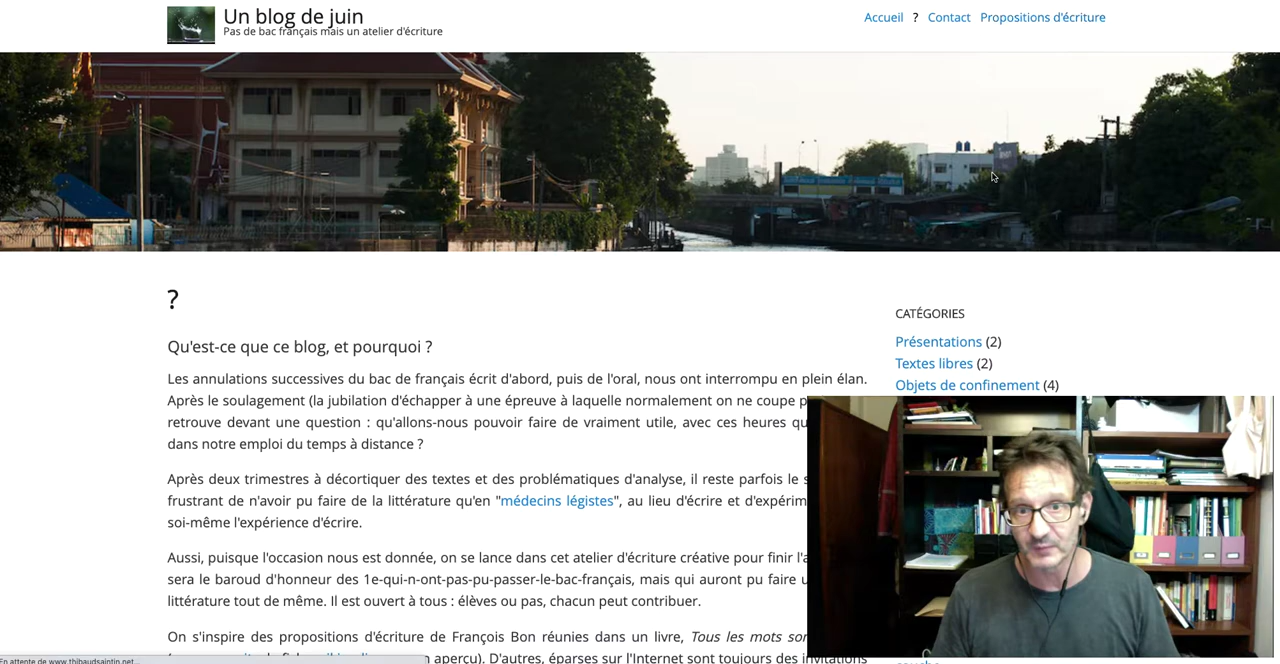 Un blog de juin
Pas de bac français mais un atelier d'écriture
Accueil ? Contact Propositions d'écriture
?
Qu'est-ce que ce blog, et pourquoi ?
Les annulations successives du bac de français écrit d'abord, puis de l'oral, nous ont interrompu en plein élan.
Après le soulagement (la jubilation d'échapper à une épreuve à laquelle normalement on ne coupe
retrouve devant une question : qu'allons-nous pouvoir faire de vraiment utile, avec ces heures
dans notre emploi du temps à distance ?
Après deux trimestres à décortiquer des textes et des problématiques d'analyse, il reste parfois le
frustrant de n'avoir pu faire de la littérature qu'en "médecins légistes", au lieu d'écrire et
soi-même l'expérience d'écrire.
Aussi, puisque l'occasion nous est donnée, on se lance dans cet atelier d'écriture créative pour finir
sera le baroud d'honneur des 1e-qui-n-ont-pas-pu-passer-le-bac-français, mais qui auront pu faire
littérature tout de même. Il est ouvert à tous : élèves ou pas, chacun peut contribuer.
On s'inspire des propositions d'écriture de François Bon réunies dans un livre, Tous les mots
aperçu). D'autres, éparses sur l'Internet sont toujours des invitations
En attente de www.thibaudsaintin.net...
CATÉGORIES
Présentations (2)
Textes libres (2)
Objets de confinement (4)